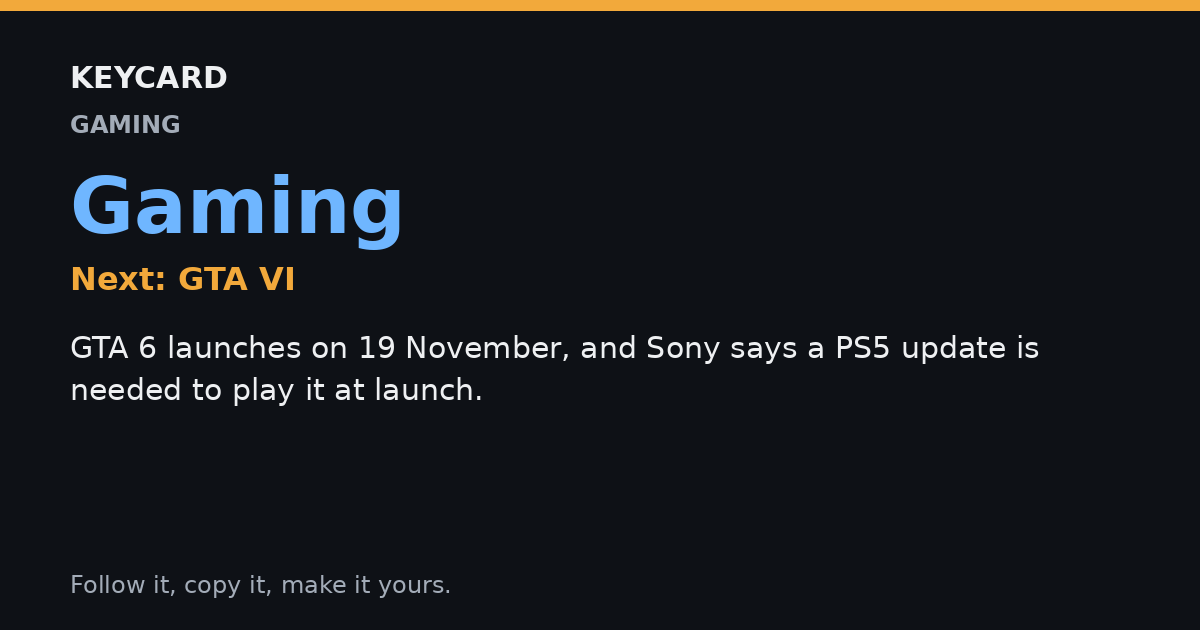 KEYCARD
GAMING
Gaming
Next: GTA VI
GTA 6 launches on 19 November, and Sony says a PS5 update is
needed to play it at launch.
Follow it, copy it, make it yours.